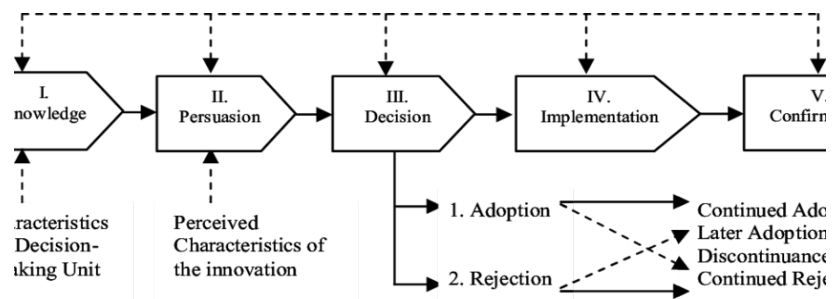 I.
nowledge
II.
Persuasion
III.
Decision
IV.
Implementation
V.
Confirm
aracteristics
Decision-
aking Unit
Perceived
Characteristics of
the innovation
1. Adoption
2. Rejection
Continued Ado
Later Adoption
Discontinuance
Continued Reje